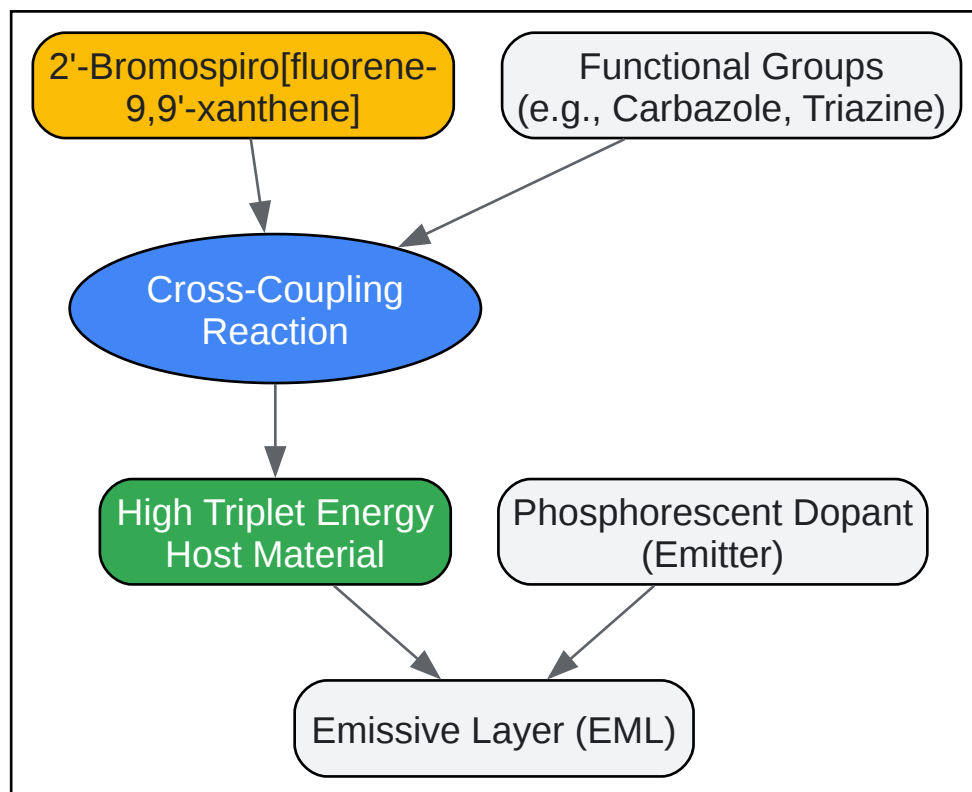 2'-Bromospiro[fluorene-
9,9'-xanthene]
Functional Groups
(e.g., Carbazole, Triazine)
Cross-Coupling
Reaction
High Triplet Energy
Host Material
Phosphorescent Dopant
(Emitter)
Emissive Layer (EML)